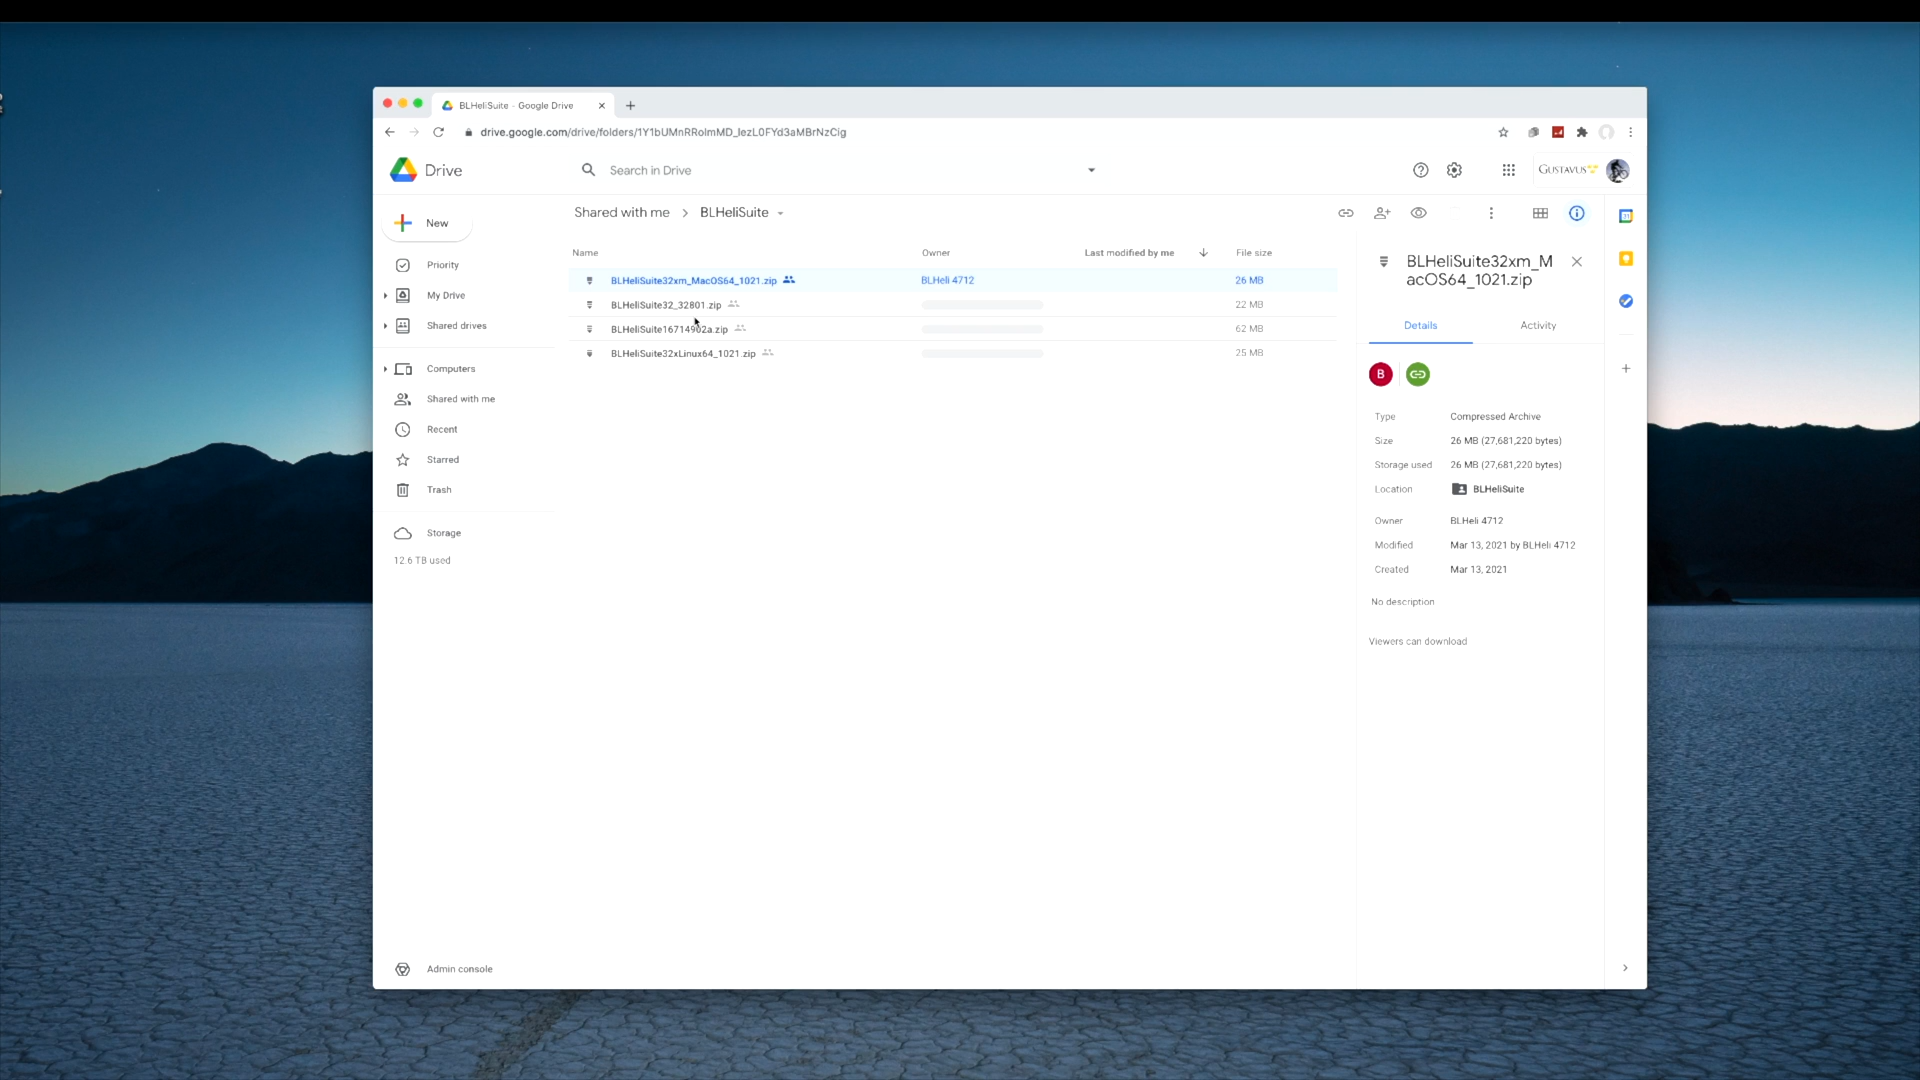 BLHeliSuite - Google Drive
drive.google.com/drive/folders/1Y1bUMnRRolmMD_IezL0FYd3aMBrNzCig
Drive
Search in Drive
GUSTAVUS
New
Shared with me
BLHeliSuite
Name
Owner
Last modified by me
File size
BLHeliSuite32xm_MacOS64_1021.zip
BLHeli 4712
26 MB
BLHeliSuite32_32801.zip
22 MB
BLHeliSuite16714902a.zip
62 MB
BLHeliSuite32xLinux64_1021.zip
25 MB
Priority
My Drive
Shared drives
Computers
Shared with me
Recent
Starred
Trash
Storage
12.6 TB used
Admin console
BLHeliSuite32xm_M
acOS64_1021.zip
Details
Activity
B
Type
Compressed Archive
Size
26 MB (27,681,220 bytes)
Storage used
26 MB (27,681,220 bytes)
Location
BLHeliSuite
Owner
BLHeli 4712
Modified
Mar 13, 2021 by BLHeli 4712
Created
Mar 13, 2021
No description
Viewers can download